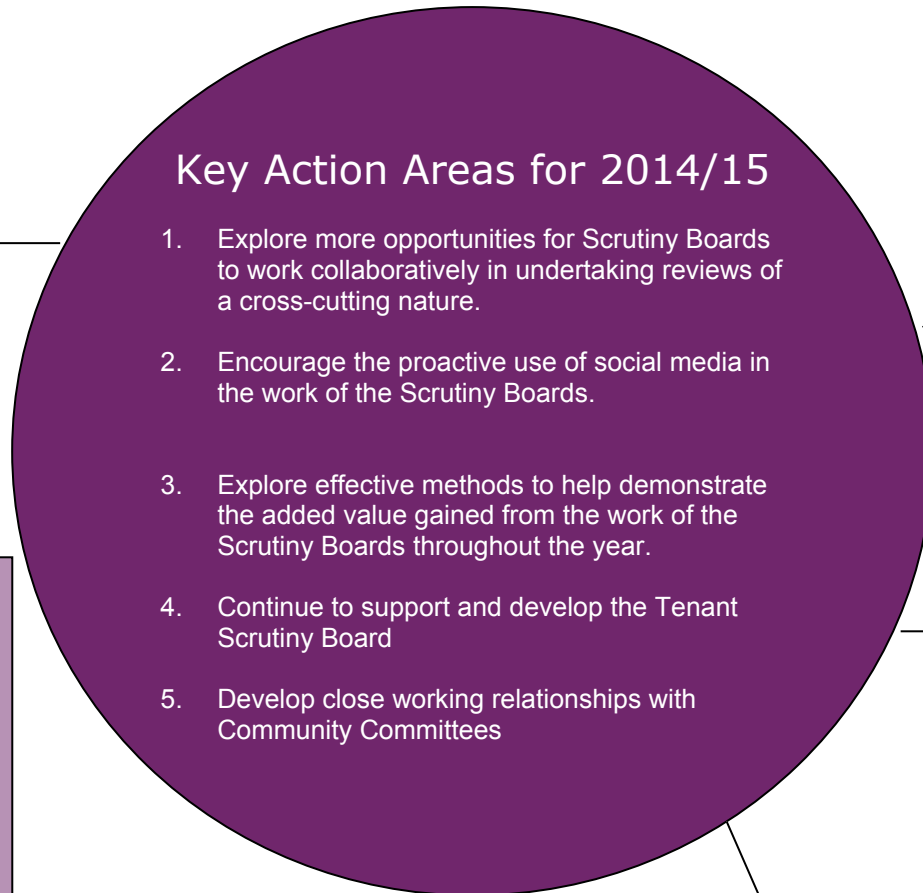 Key Action Areas for 2014/15
1. Explore more opportunities for Scrutiny Boards
to work collaboratively in undertaking reviews of
a cross-cutting nature.
2. Encourage the proactive use of social media in
the work of the Scrutiny Boards.
3. Explore effective methods to help demonstrate
the added value gained from the work of the
Scrutiny Boards throughout the year.
4. Continue to support and develop the Tenant
Scrutiny Board
5. Develop close working relationships with
Community Committees